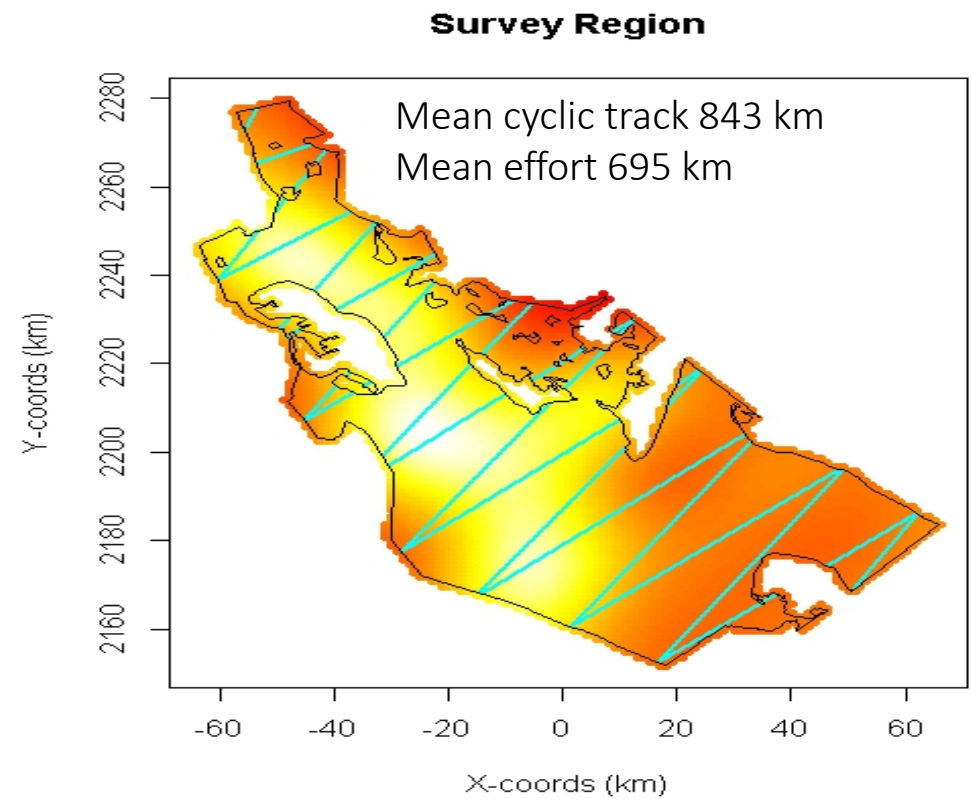 Survey Region
Mean cyclic track 843 km
Mean effort 695 km
Y-coords (km)
2280
2260
2240
2220
2200
2180
2160
-60 -40 -20 0 20 40 60
X-coords (km)